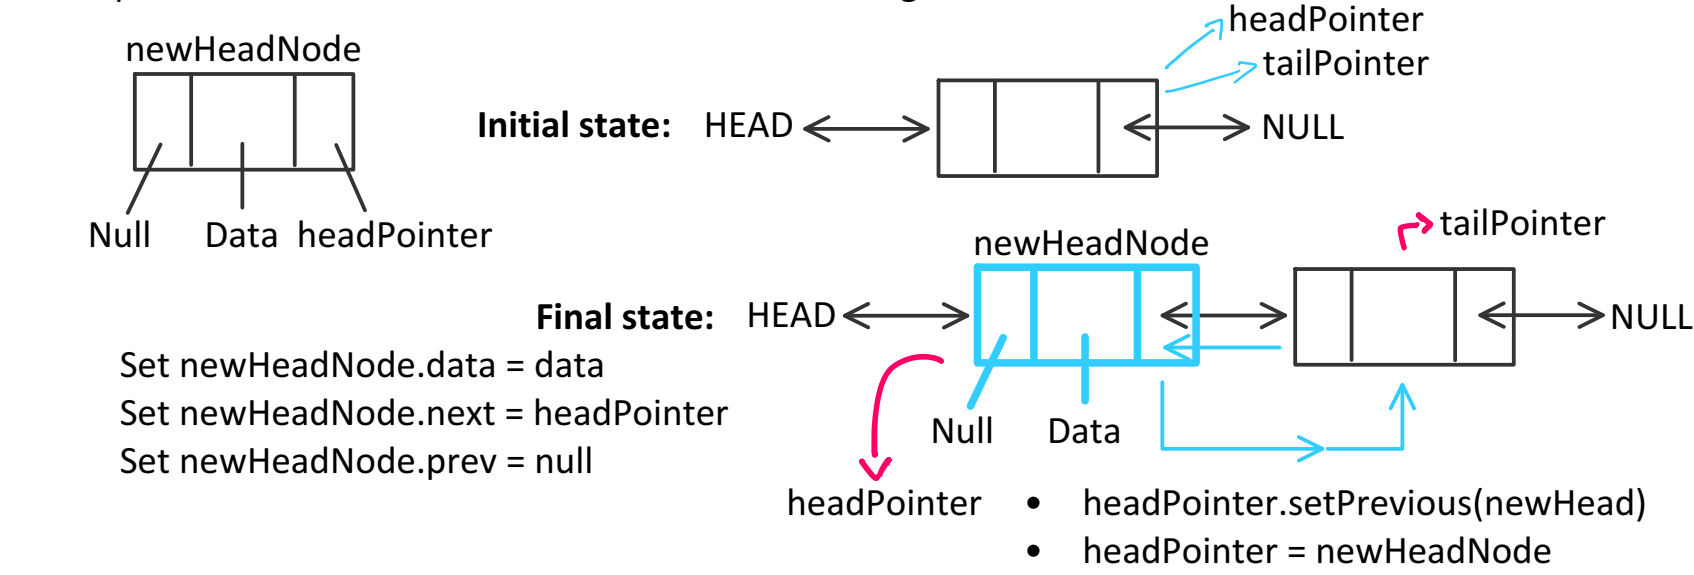 headPointer
newHeadNode
tailPointer
Initial state: HEAD
NULL
Null Data headPointer
tailPointer
newHeadNode
Final state: HEAD
NULL
Set newHeadNode.data = data
Set newHeadNode.next = headPointer
Null Data
Set newHeadNode.prev = null
headPointer
• headPointer.setPrevious(newHead)
• headPointer = newHeadNode